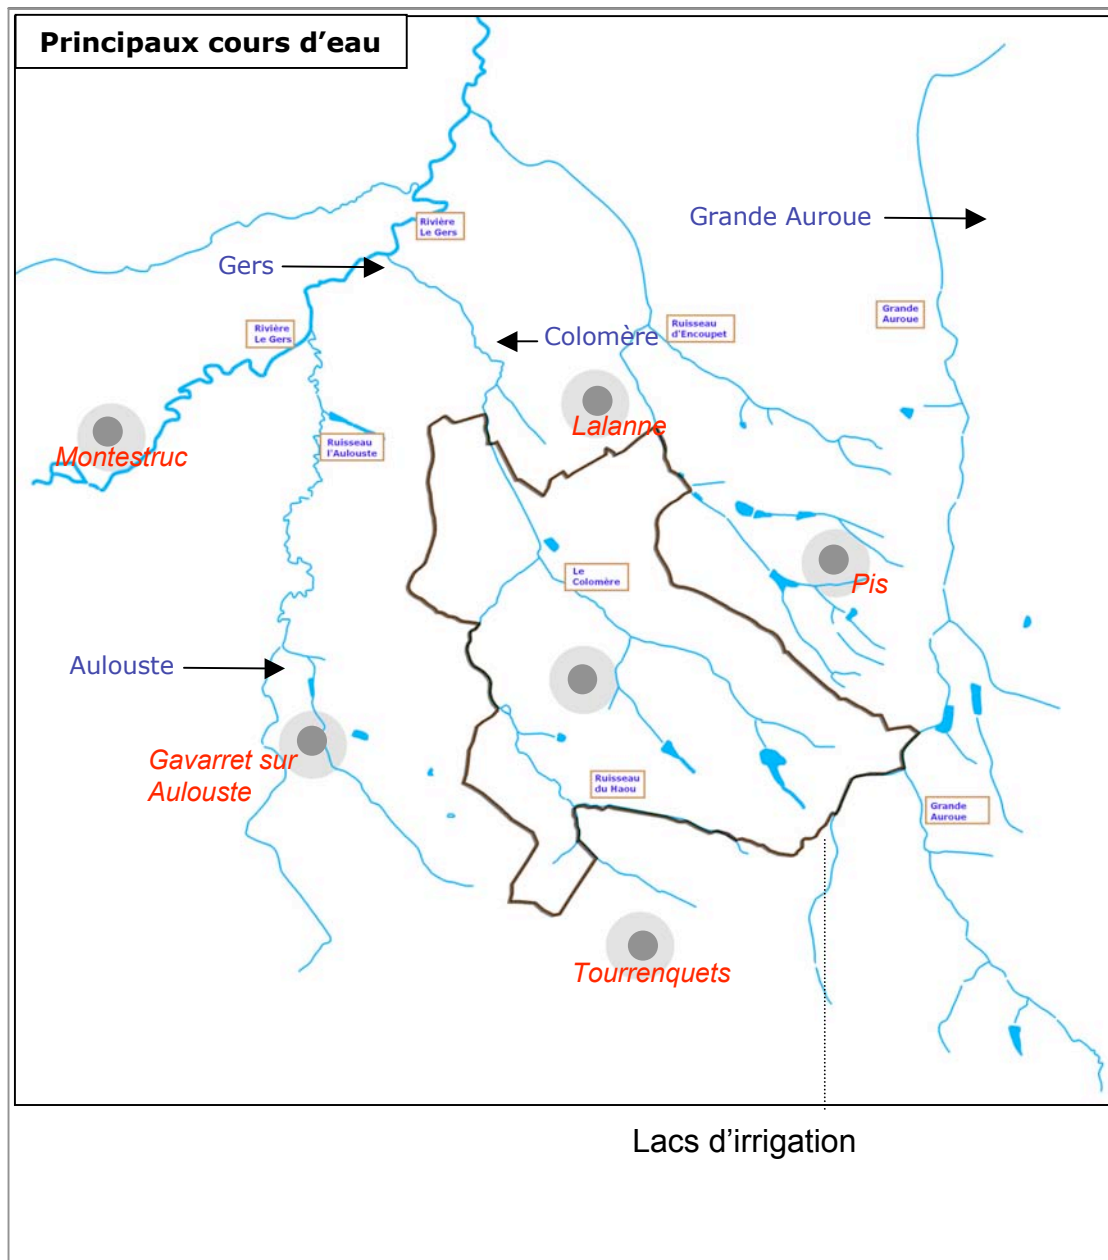 Principaux cours d’eau
Grande Auroue
Rivière
Le Gers
Gers
Grande
Auroue
Rivière
Le Gers
Colomère
Ruisseau
d'Encoupet
Lalanne
Montestruc
Ruisseau
l'Aulouste
Le
Colomère
Pis
Aulouste
Gavarret sur
Aulouste
Ruisseau
du Haou
Grande
Auroue
Tourrenquets
Lacs d’irrigation